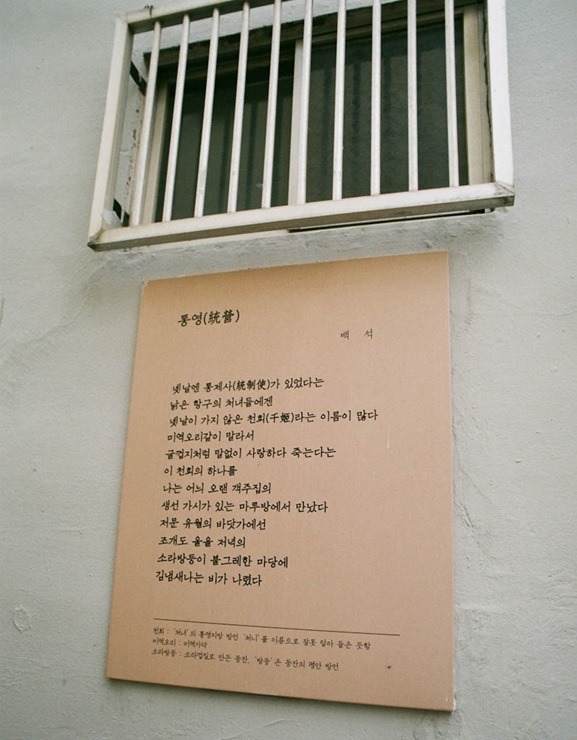 통영(統營)
백 석
녯날엔 통제사(統制使)가 있었다는
낡은 항구의 처녀들에겐
녯날이 가지 않은 천희(千姬)라는 이름이 많다
미역오리같이 말라서
굴껍지처럼 말없이 사랑하다 죽는다는
이 천희의 하나를
나는 어늬 오랜 객주집의
생선 가시가 있는 마루방에서 만났다
저문 유월의 바닷가에선
조개도 울을 저녁의
소라방등이 불그레한 마당에
김냄새나는 비가 나렸다
천희 : '처녀'의 통영지방 방언 '처니'를 이름으로 잘못 알아 들은 듯함
미역오리 : 미역가닥
소라방등 : 소라껍질로 만든 등잔, '방등'은 등잔의 평안 방언